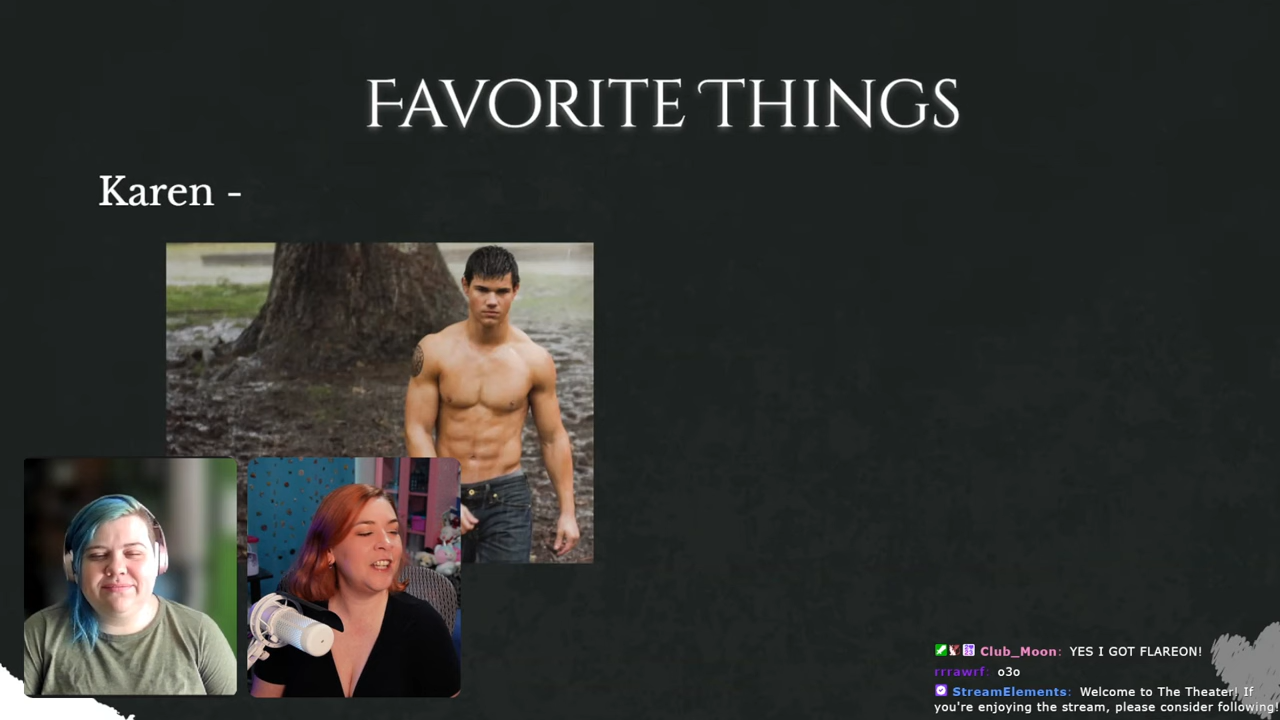 FAVORITE THINGS
Karen -
Club_Moon: YES I GOT FLAREON!
rrrawrf: o3o
StreamElements: Welcome to The Theater! If
you're enjoying the stream, please consider following!